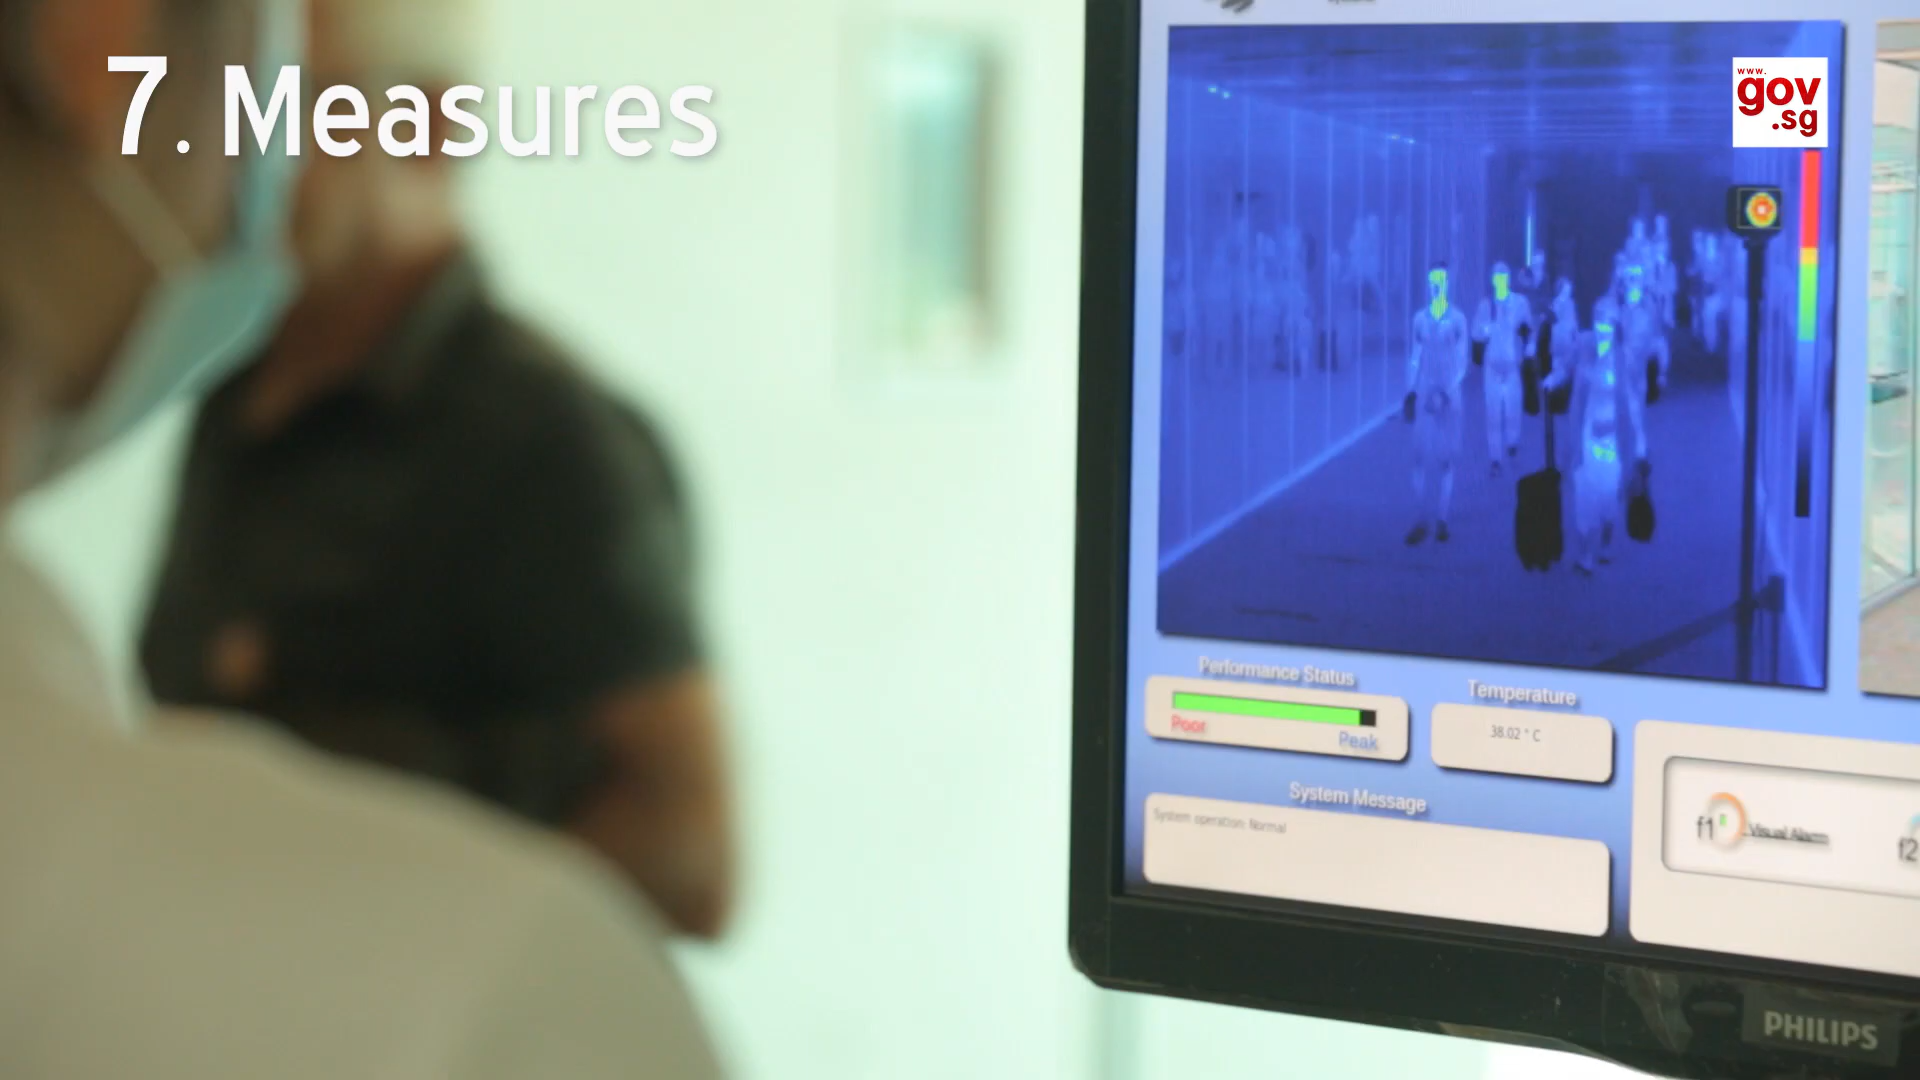 7. Measures
www.
gov
.sg
Performance Status
Poor
Peak
Temperature
38.02 ° C
System Message
System operation: Normal
f1
Visual Alarm
f2
PHILIPS